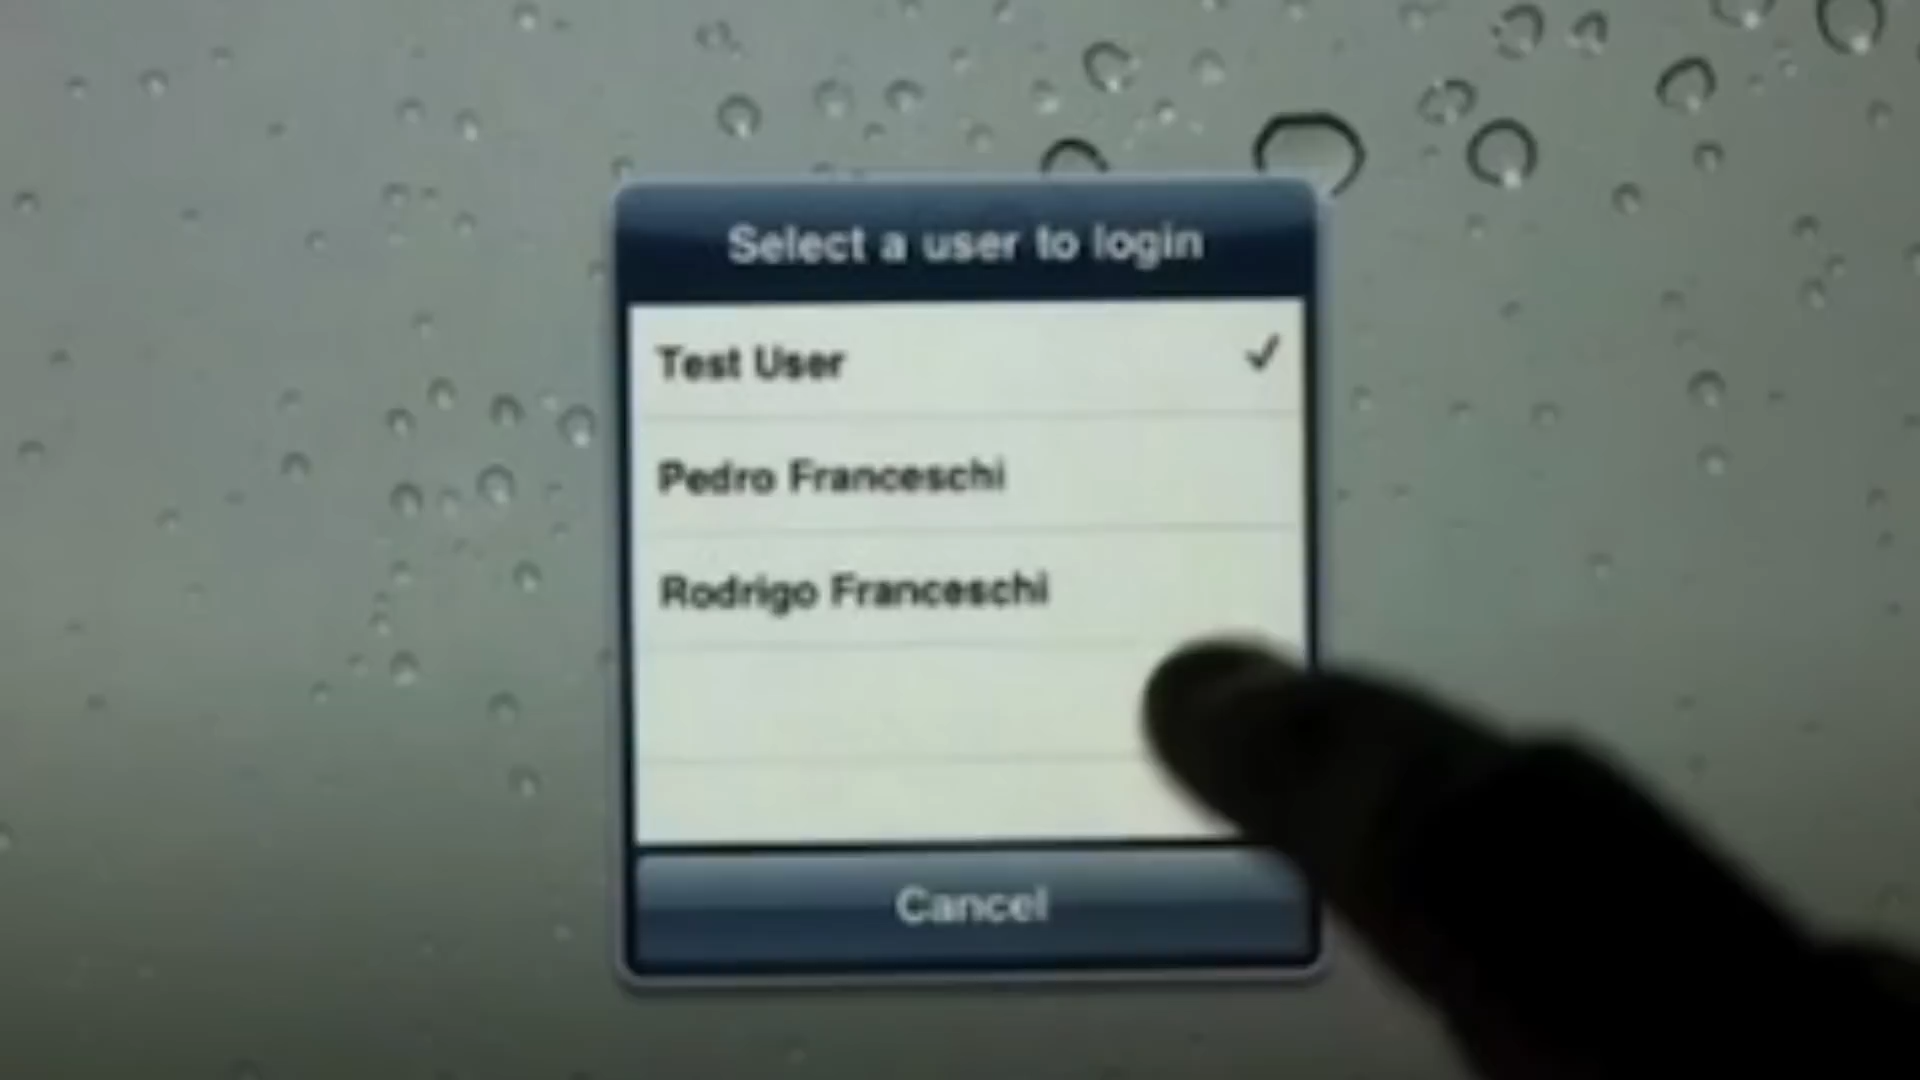 Select a user to login
Test User
Pedro Franceschi
Rodrigo Franceschi
Cancel